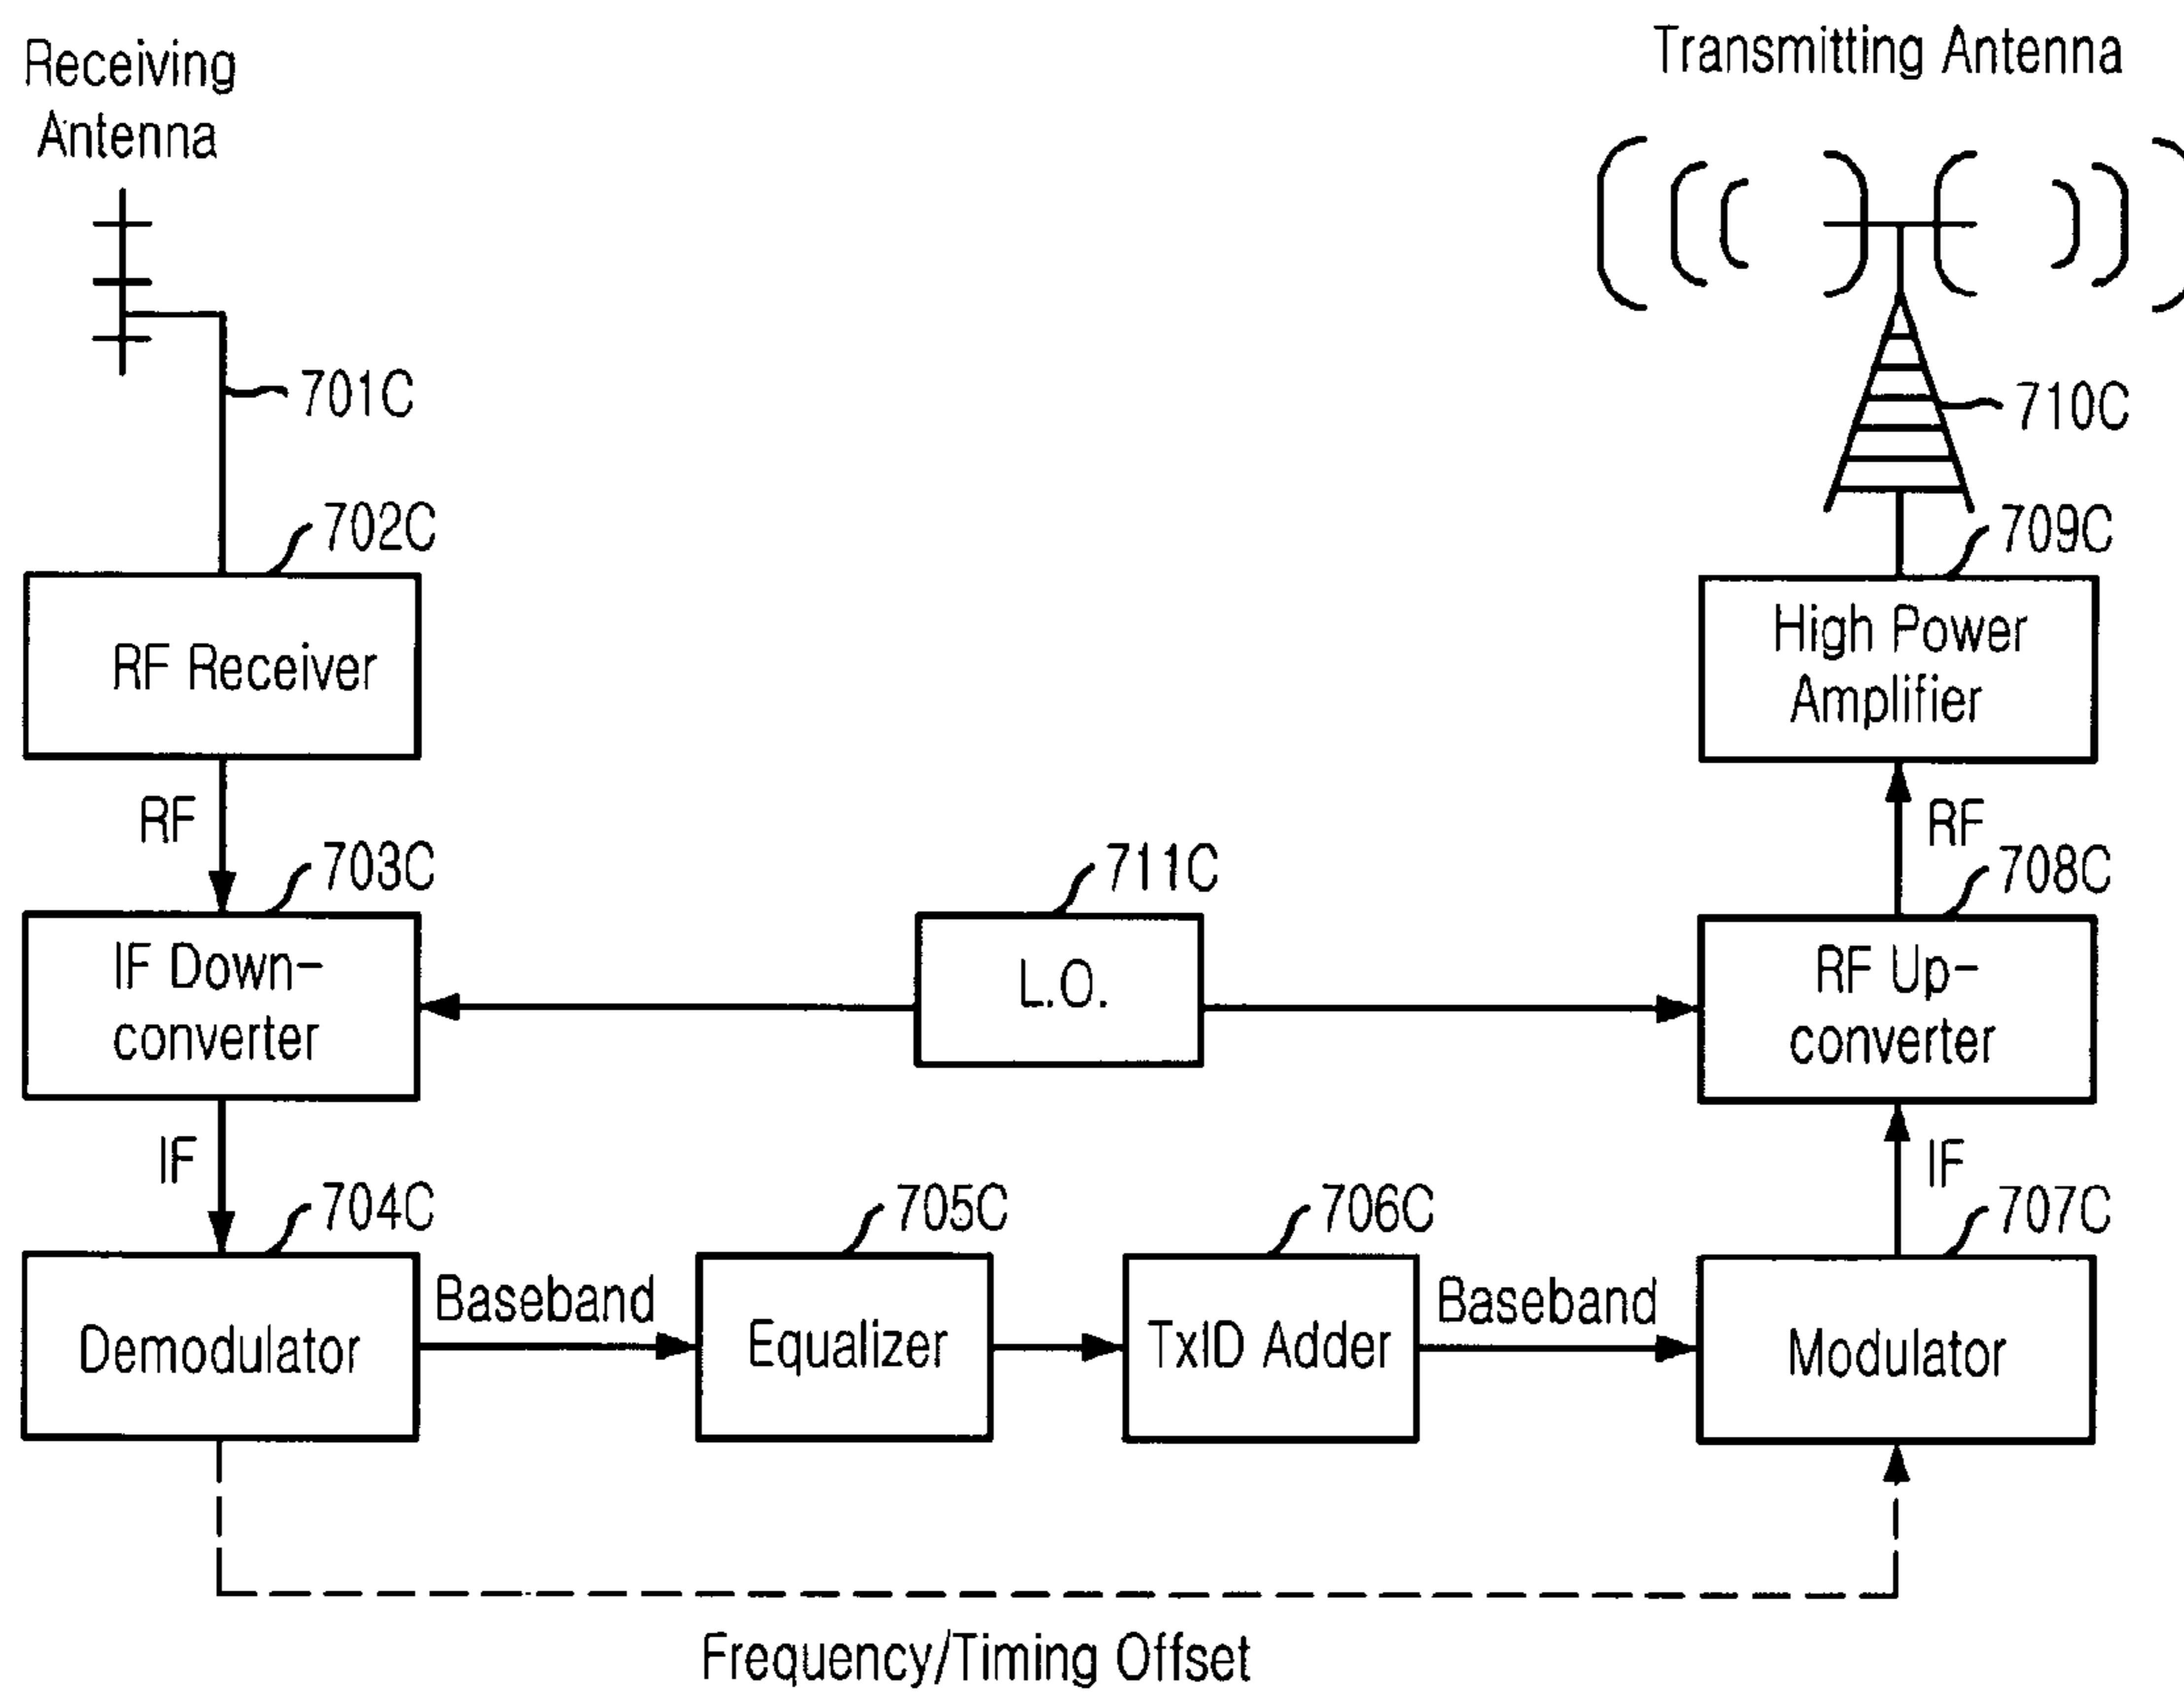 Receiving
Antenna
Transmitting Antenna
701C
710C
702C
709C
RF Receiver
High Power
Amplifier
RF
RF
703C
711C
708C
IF Down-
converter
L.O.
RF Up-
converter
IF
IF
704C
705C
706C
707C
Demodulator
Baseband
Equalizer
TxID Adder
Baseband
Modulator
Frequency/Timing Offset